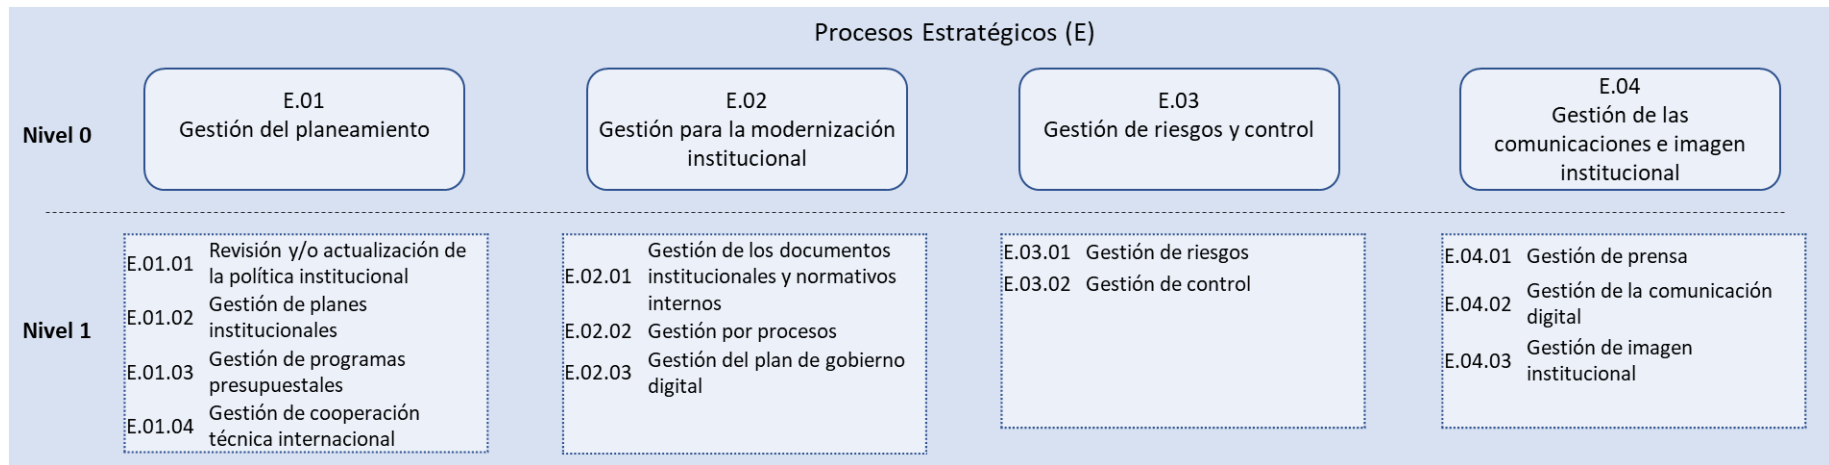 Procesos Estratégicos (E)
Nivel 0
E.01
Gestión del planeamiento
E.02
Gestión para la modernización
institucional
E.03
Gestión de riesgos y control
E.04
Gestión de las
comunicaciones e imagen
institucional
Nivel 1
E.01.01 Revisión y/o actualización de
la política institucional
E.01.02 Gestión de planes
institucionales
E.01.03 Gestión de programas
presupuestales
E.01.04 Gestión de cooperación
técnica internacional
E.02.01 Gestión de los documentos
institucionales y normativos
internos
E.02.02 Gestión por procesos
E.02.03 Gestión del plan de gobierno
digital
E.03.01 Gestión de riesgos
E.03.02 Gestión de control
E.04.01 Gestión de prensa
E.04.02 Gestión de la comunicación
digital
E.04.03 Gestión de imagen
institucional